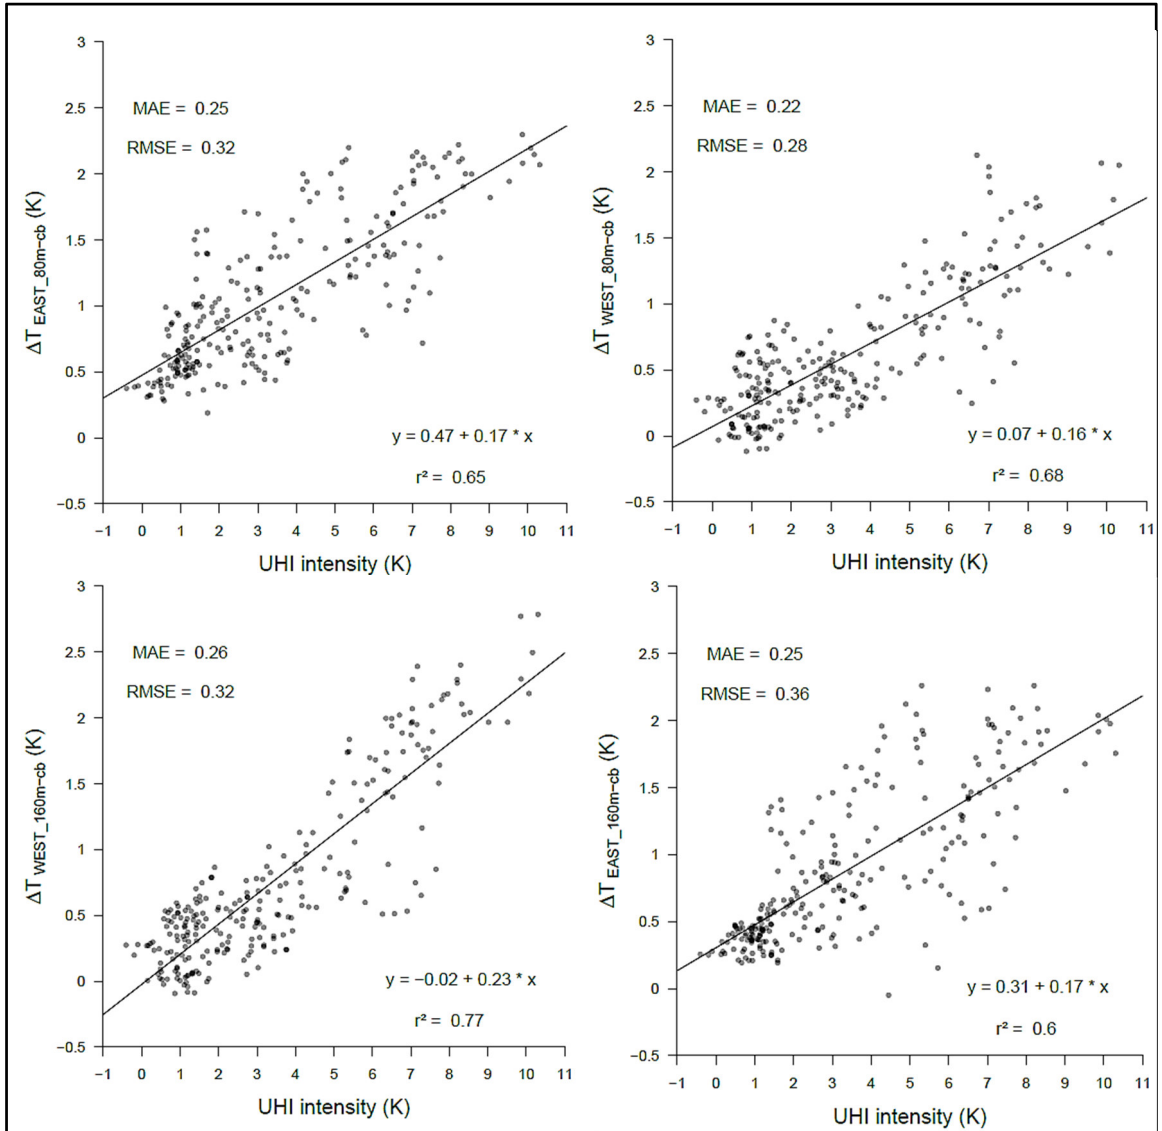 3
2.5
2
1.5
1
0.5
0
−0.5
ΔT EAST_80m−cb (K)
MAE = 0.25
RMSE = 0.32
y = 0.47 + 0.17 * x
r² = 0.65
−1 0 1 2 3 4 5 6 7 8 9 10 11
UHI intensity (K)
3
2.5
2
1.5
1
0.5
0
−0.5
ΔT WEST_80m−cb (K)
MAE = 0.22
RMSE = 0.28
y = 0.07 + 0.16 * x
r² = 0.68
−1 0 1 2 3 4 5 6 7 8 9 10 11
UHI intensity (K)
3
2.5
2
1.5
1
0.5
0
−0.5
ΔT WEST_160m−cb (K)
MAE = 0.26
RMSE = 0.32
y = −0.02 + 0.23 * x
r² = 0.77
−1 0 1 2 3 4 5 6 7 8 9 10 11
UHI intensity (K)
3
2.5
2
1.5
1
0.5
0
−0.5
ΔT EAST_160m−cb (K)
MAE = 0.25
RMSE = 0.36
y = 0.31 + 0.17 * x
r² = 0.6
−1 0 1 2 3 4 5 6 7 8 9 10 11
UHI intensity (K)